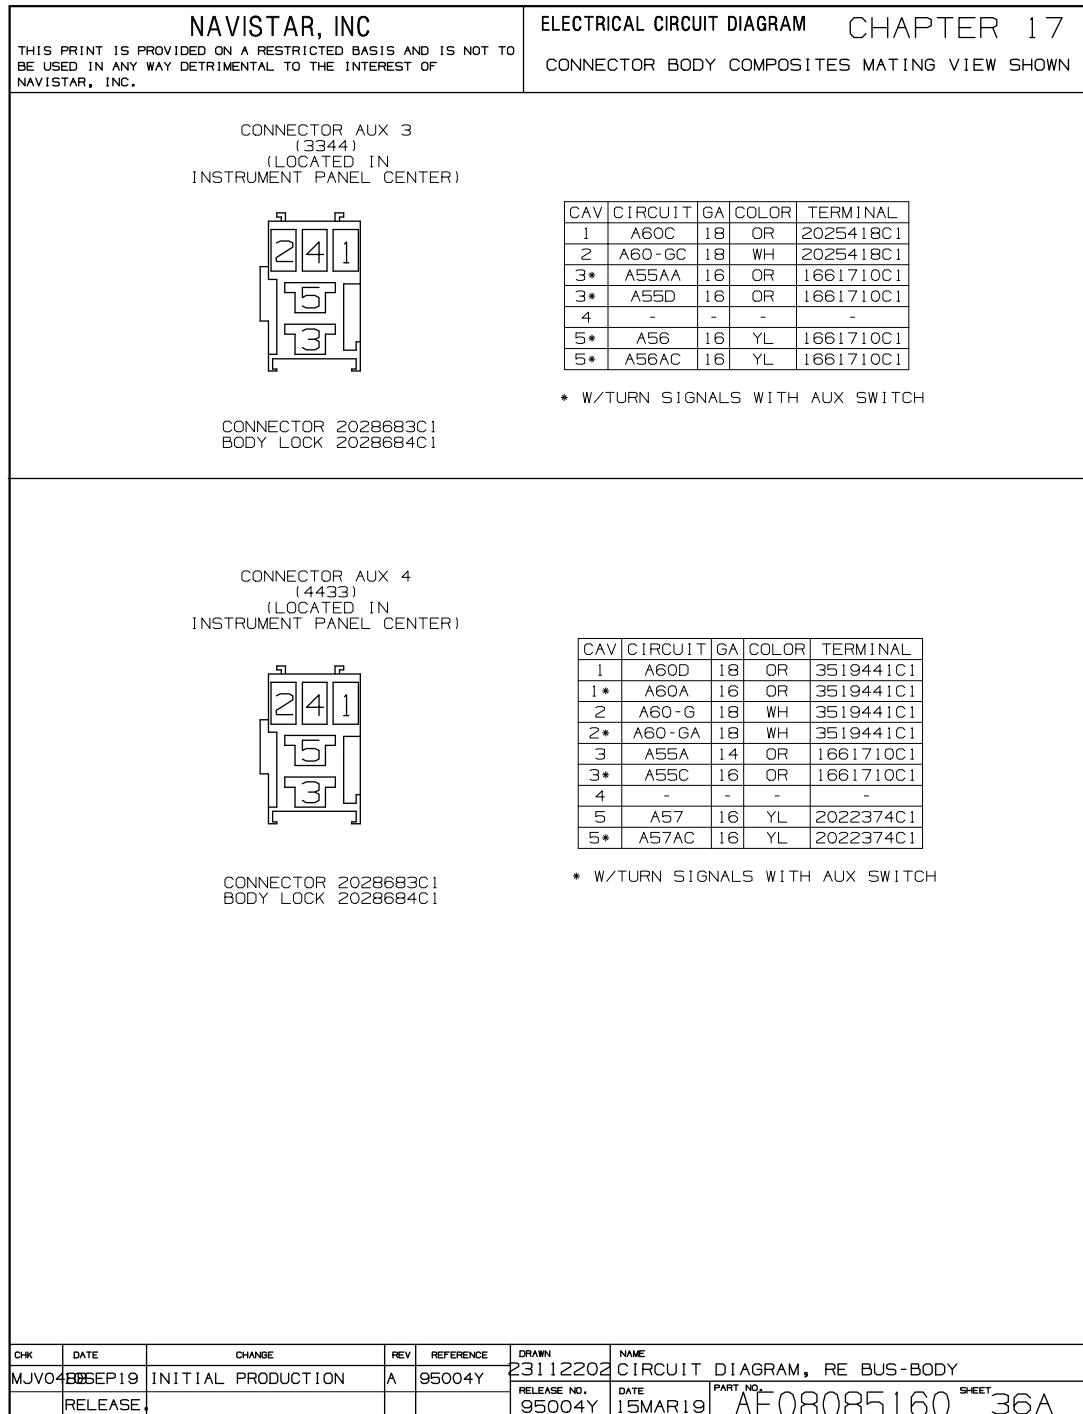 NAVISTAR, INC
THIS PRINT IS PROVIDED ON A RESTRICTED BASIS AND IS NOT TO
BE USED IN ANY WAY DETRIMENTAL TO THE INTEREST OF
NAVISTAR, INC.
ELECTRICAL CIRCUIT DIAGRAM CHAPTER 17
CONNECTOR BODY COMPOSITES MATING VIEW SHOWN
CONNECTOR AUX 3
(3344)
(LOCATED IN
INSTRUMENT PANEL CENTER)
2 4 1
5
3
CONNECTOR 2028683C1
BODY LOCK 2028684C1
CAV CIRCUIT GA COLOR TERMINAL
1 A60C 18 OR 2025418C1
2 A60-GC 18 WH 2025418C1
3* A55AA 16 OR 1661710C1
3* A55D 16 OR 1661710C1
4 - - - -
5* A56 16 YL 1661710C1
5* A56AC 16 YL 1661710C1
* W/TURN SIGNALS WITH AUX SWITCH
CONNECTOR AUX 4
(4433)
(LOCATED IN
INSTRUMENT PANEL CENTER)
2 4 1
5
3
CONNECTOR 2028683C1
BODY LOCK 2028684C1
CAV CIRCUIT GA COLOR TERMINAL
1 A60D 18 OR 3519441C1
1* A60A 16 OR 3519441C1
2 A60-G 18 WH 3519441C1
2* A60-GA 18 WH 3519441C1
3 A55A 14 OR 1661710C1
3* A55C 16 OR 1661710C1
4 - - - -
5 A57 16 YL 2022374C1
5* A57AC 16 YL 2022374C1
* W/TURN SIGNALS WITH AUX SWITCH
CHK DATE CHANGE REV REFERENCE
INITIAL PRODUCTION A 95004Y
RELEASE.
DRAWN
23112202
NAME
CIRCUIT DIAGRAM, RE BUS-BODY
RELEASE NO.
95004Y
DATE
15MAR19
PART NO.
AF08085160
SHEET
36A